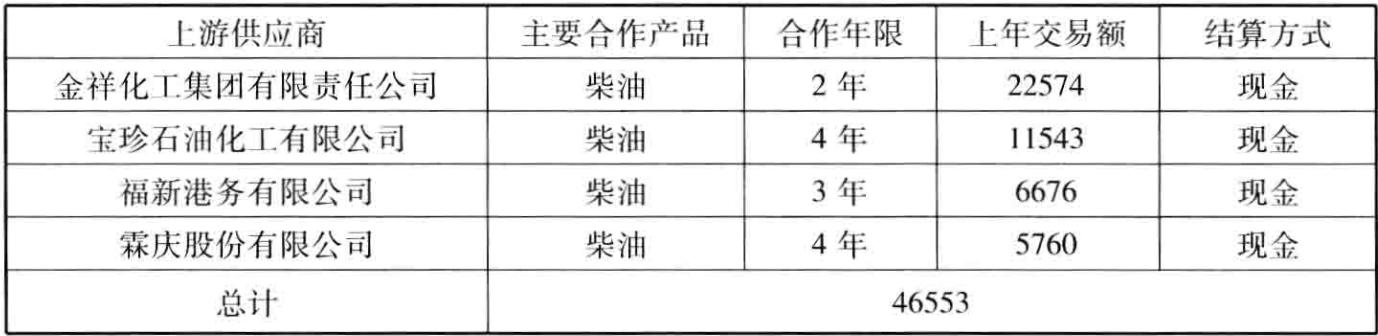 上游供应商 主要合作产品 合作年限 上年交易额 结算方式
金祥化工集团有限责任公司 柴油 2 年 22574 现金
宝珍石油化工有限公司 柴油 4 年 11543 现金
福新港务有限公司 柴油 3 年 6676 现金
霖庆股份有限公司 柴油 4 年 5760 现金
总计 46553